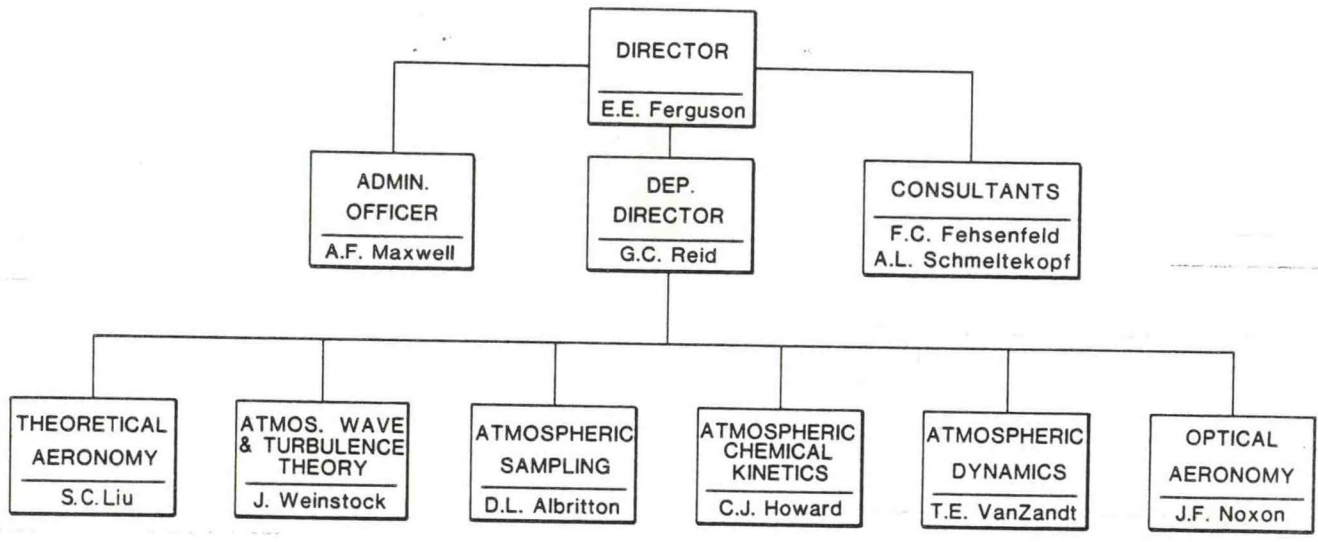 DIRECTOR
E.E. Ferguson
ADMIN.
OFFICER
A.F. Maxwell
DEP.
DIRECTOR
G.C. Reid
CONSULTANTS
F.C. Fehsenfeld
A.L. Schmeltekopf
THEORETICAL
AERONOMY
S.C. Liu
ATMOS. WAVE
& TURBULENCE
THEORY
J. Weinstock
ATMOSPHERIC
SAMPLING
D.L. Albritton
ATMOSPHERIC
CHEMICAL
KINETICS
C.J. Howard
ATMOSPHERIC
DYNAMICS
T.E. VanZandt
OPTICAL
AERONOMY
J.F. Noxon